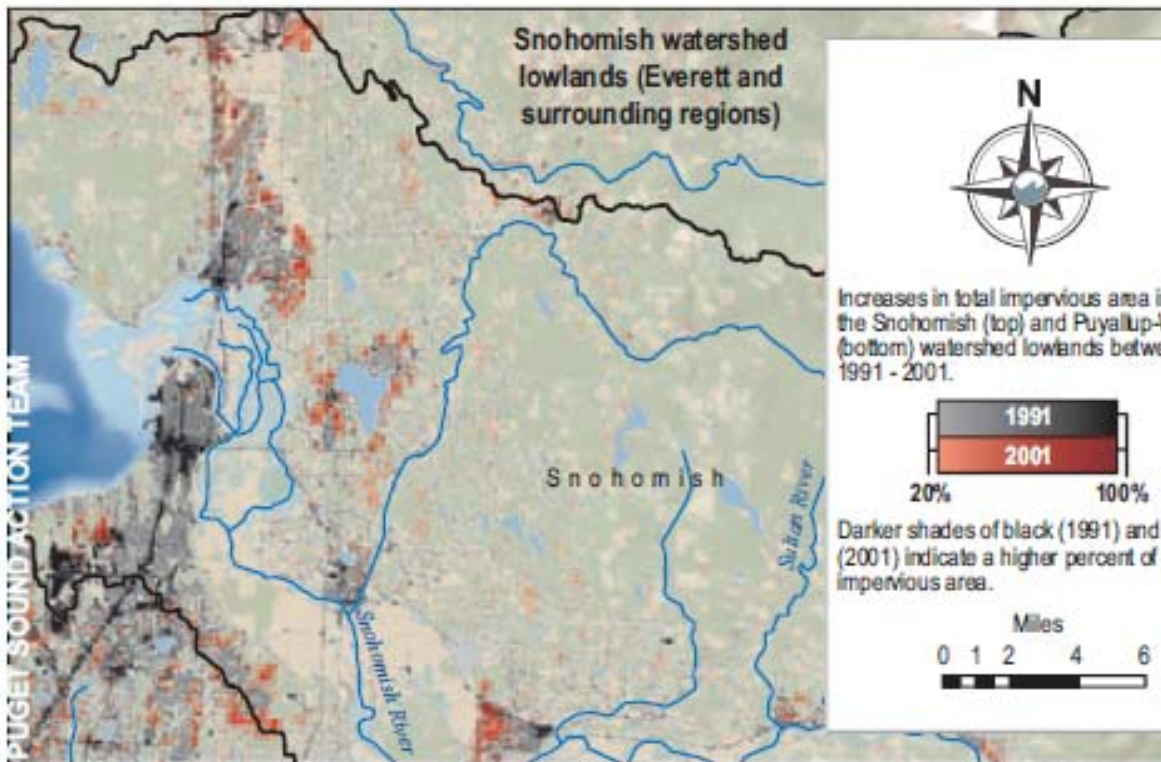 Snohomish watershed
lowlands (Everett and
surrounding regions)
N
Increases in total impervious area i
the Snohomish (top) and Puyallup-
(bottom) watershed lowlands betwe
1991 - 2001.
1991
2001
20% 100%
Darker shades of black (1991) and
(2001) indicate a higher percent of
impervious area.
Miles
0 1 2 4 6
Snohomish
Sultan River
Snohomish River
PUGET SOUND ACTION TEAM